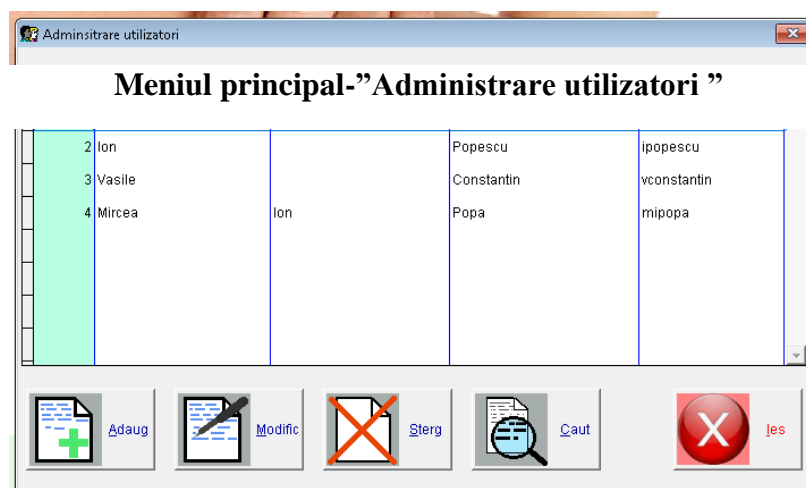 Adminsitrare utilizatori
Meniul principal-”Administrare utilizatori ”
2 Ion Popescu ipopescu
3 Vasile Constantin vconstantin
4 Mircea Ion Popa mipopa
Adaug Modific Sterg Caut Ies